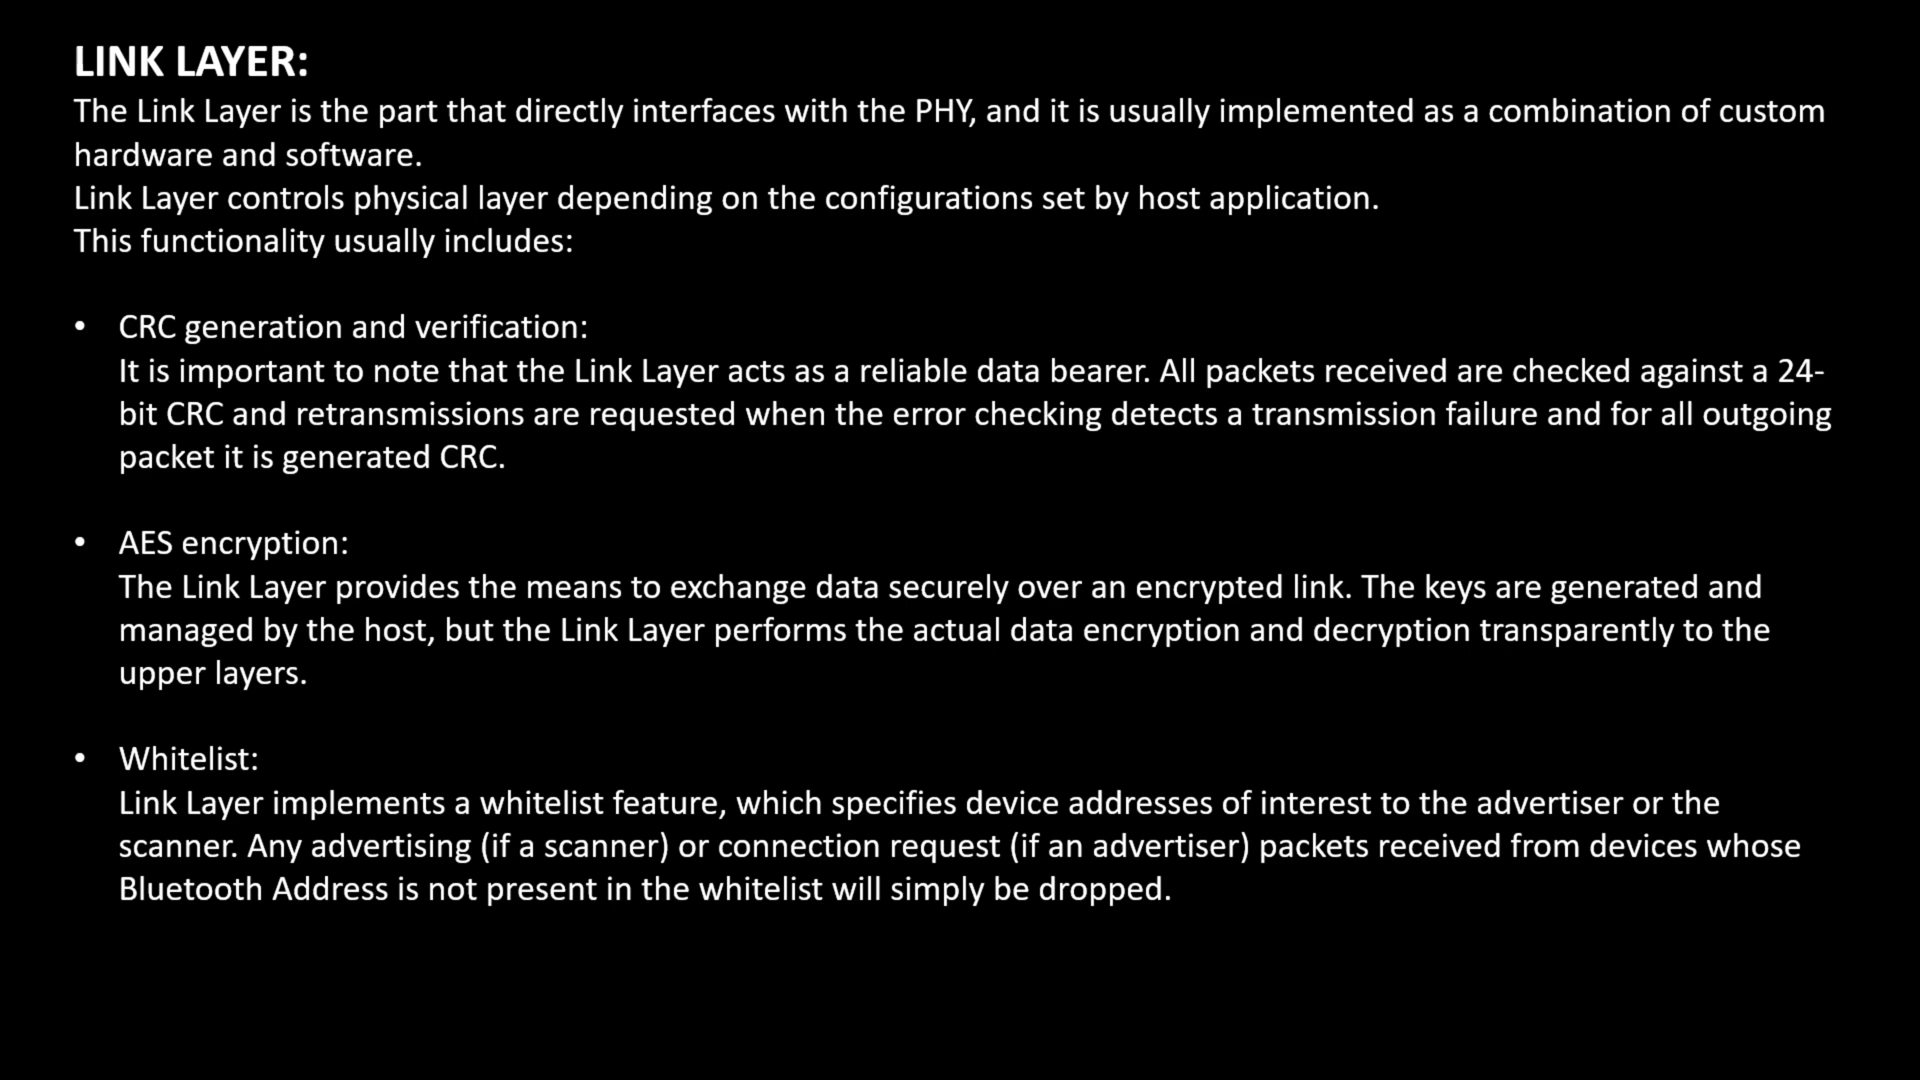 LINK LAYER:
The Link Layer is the part that directly interfaces with the PHY, and it is usually implemented as a combination of custom
hardware and software.
Link Layer controls physical layer depending on the configurations set by host application.
This functionality usually includes:
• CRC generation and verification:
It is important to note that the Link Layer acts as a reliable data bearer. All packets received are checked against a 24-
bit CRC and retransmissions are requested when the error checking detects a transmission failure and for all outgoing
packet it is generated CRC.
• AES encryption:
The Link Layer provides the means to exchange data securely over an encrypted link. The keys are generated and
managed by the host, but the Link Layer performs the actual data encryption and decryption transparently to the
upper layers.
• Whitelist:
Link Layer implements a whitelist feature, which specifies device addresses of interest to the advertiser or the
scanner. Any advertising (if a scanner) or connection request (if an advertiser) packets received from devices whose
Bluetooth Address is not present in the whitelist will simply be dropped.